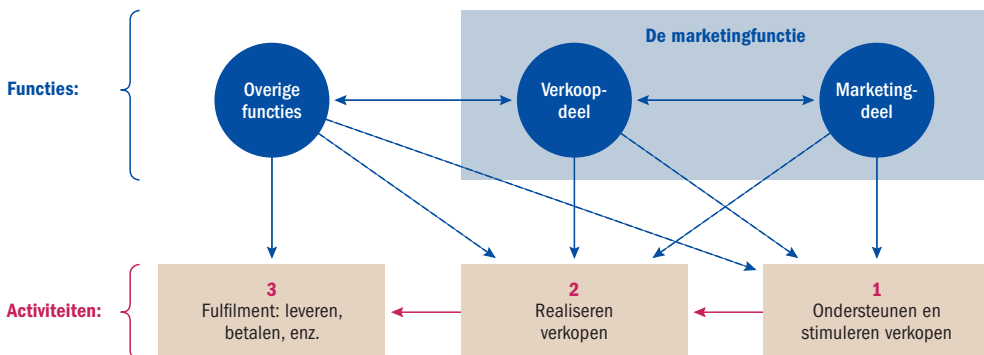 De marketingfunctie
Functies:
Overige
functies
Verkoop-
deel
Marketing-
deel
Activiteiten:
3
Fulfilment: leveren,
betalen, enz.
2
Realiseren
verkopen
1
Ondersteunen en
stimuleren verkopen